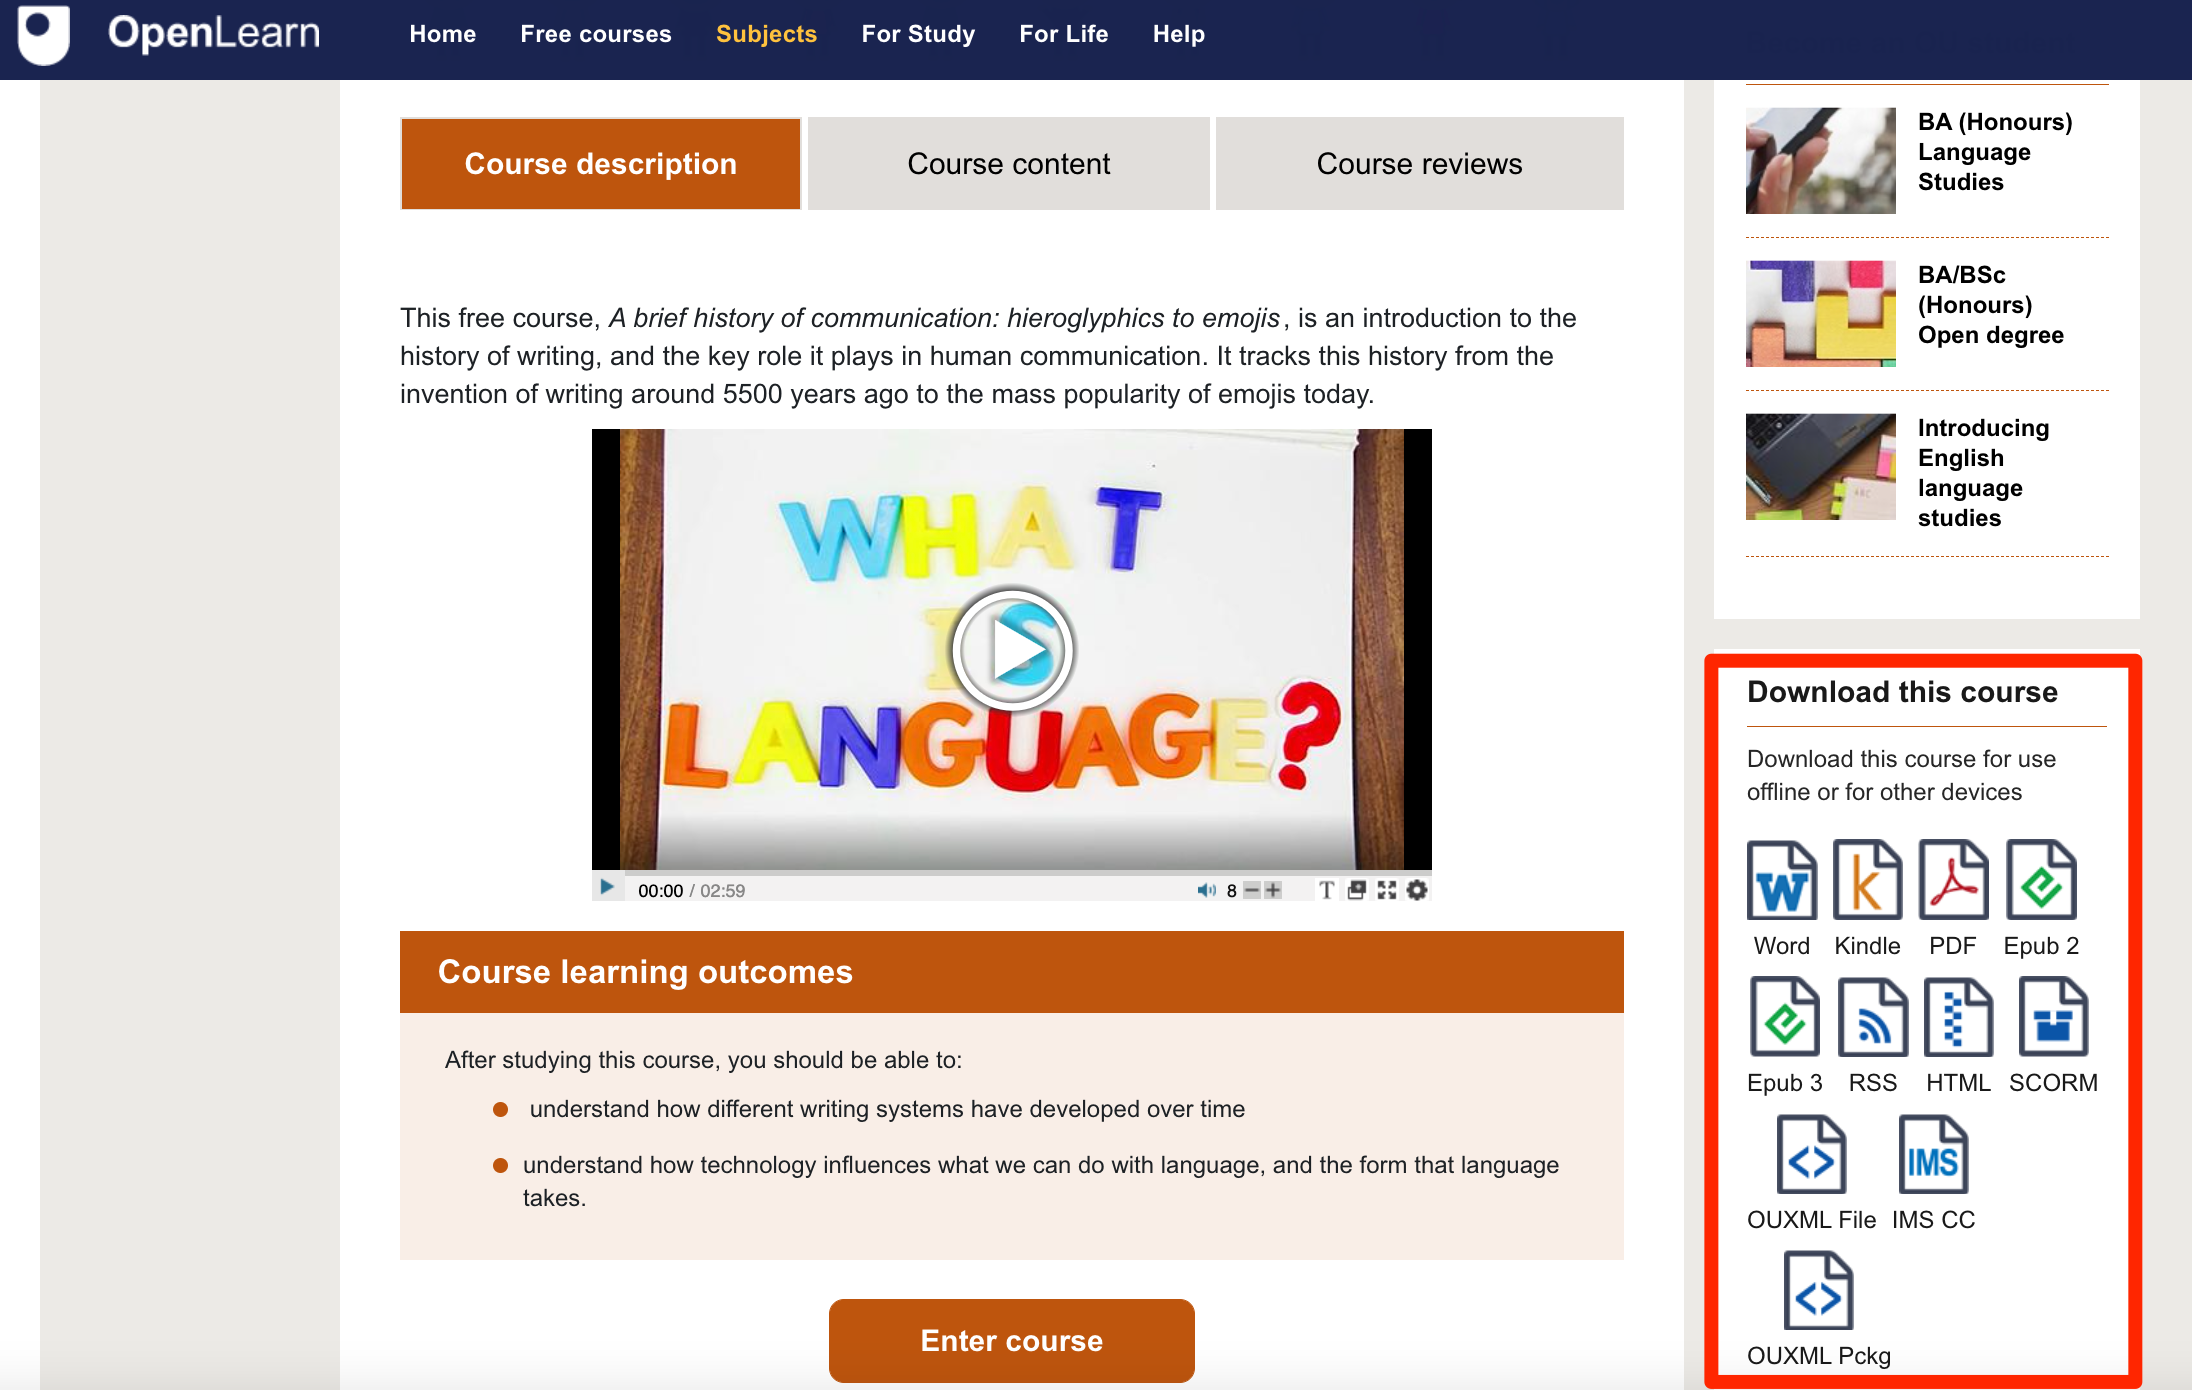 OpenLearn
Home Free courses Subjects For Study For Life Help
Course description
Course content
Course reviews
This free course, A brief history of communication: hieroglyphics to emojis, is an introduction to the
history of writing, and the key role it plays in human communication. It tracks this history from the
invention of writing around 5500 years ago to the mass popularity of emojis today.
WHAT
IS
LANGUAGE?
00:00 / 02:59
8
T
Course learning outcomes
After studying this course, you should be able to:
understand how different writing systems have developed over time
understand how technology influences what we can do with language, and the form that language
takes.
Enter course
BA (Honours)
Language
Studies
BA/BSc
(Honours)
Open degree
ABC
Introducing
English
language
studies
Download this course
Download this course for use
offline or for other devices
W k
Word Kindle PDF Epub 2
Epub 3 RSS HTML SCORM
<> IMS
OUXML File IMS CC
<>
OUXML Pckg